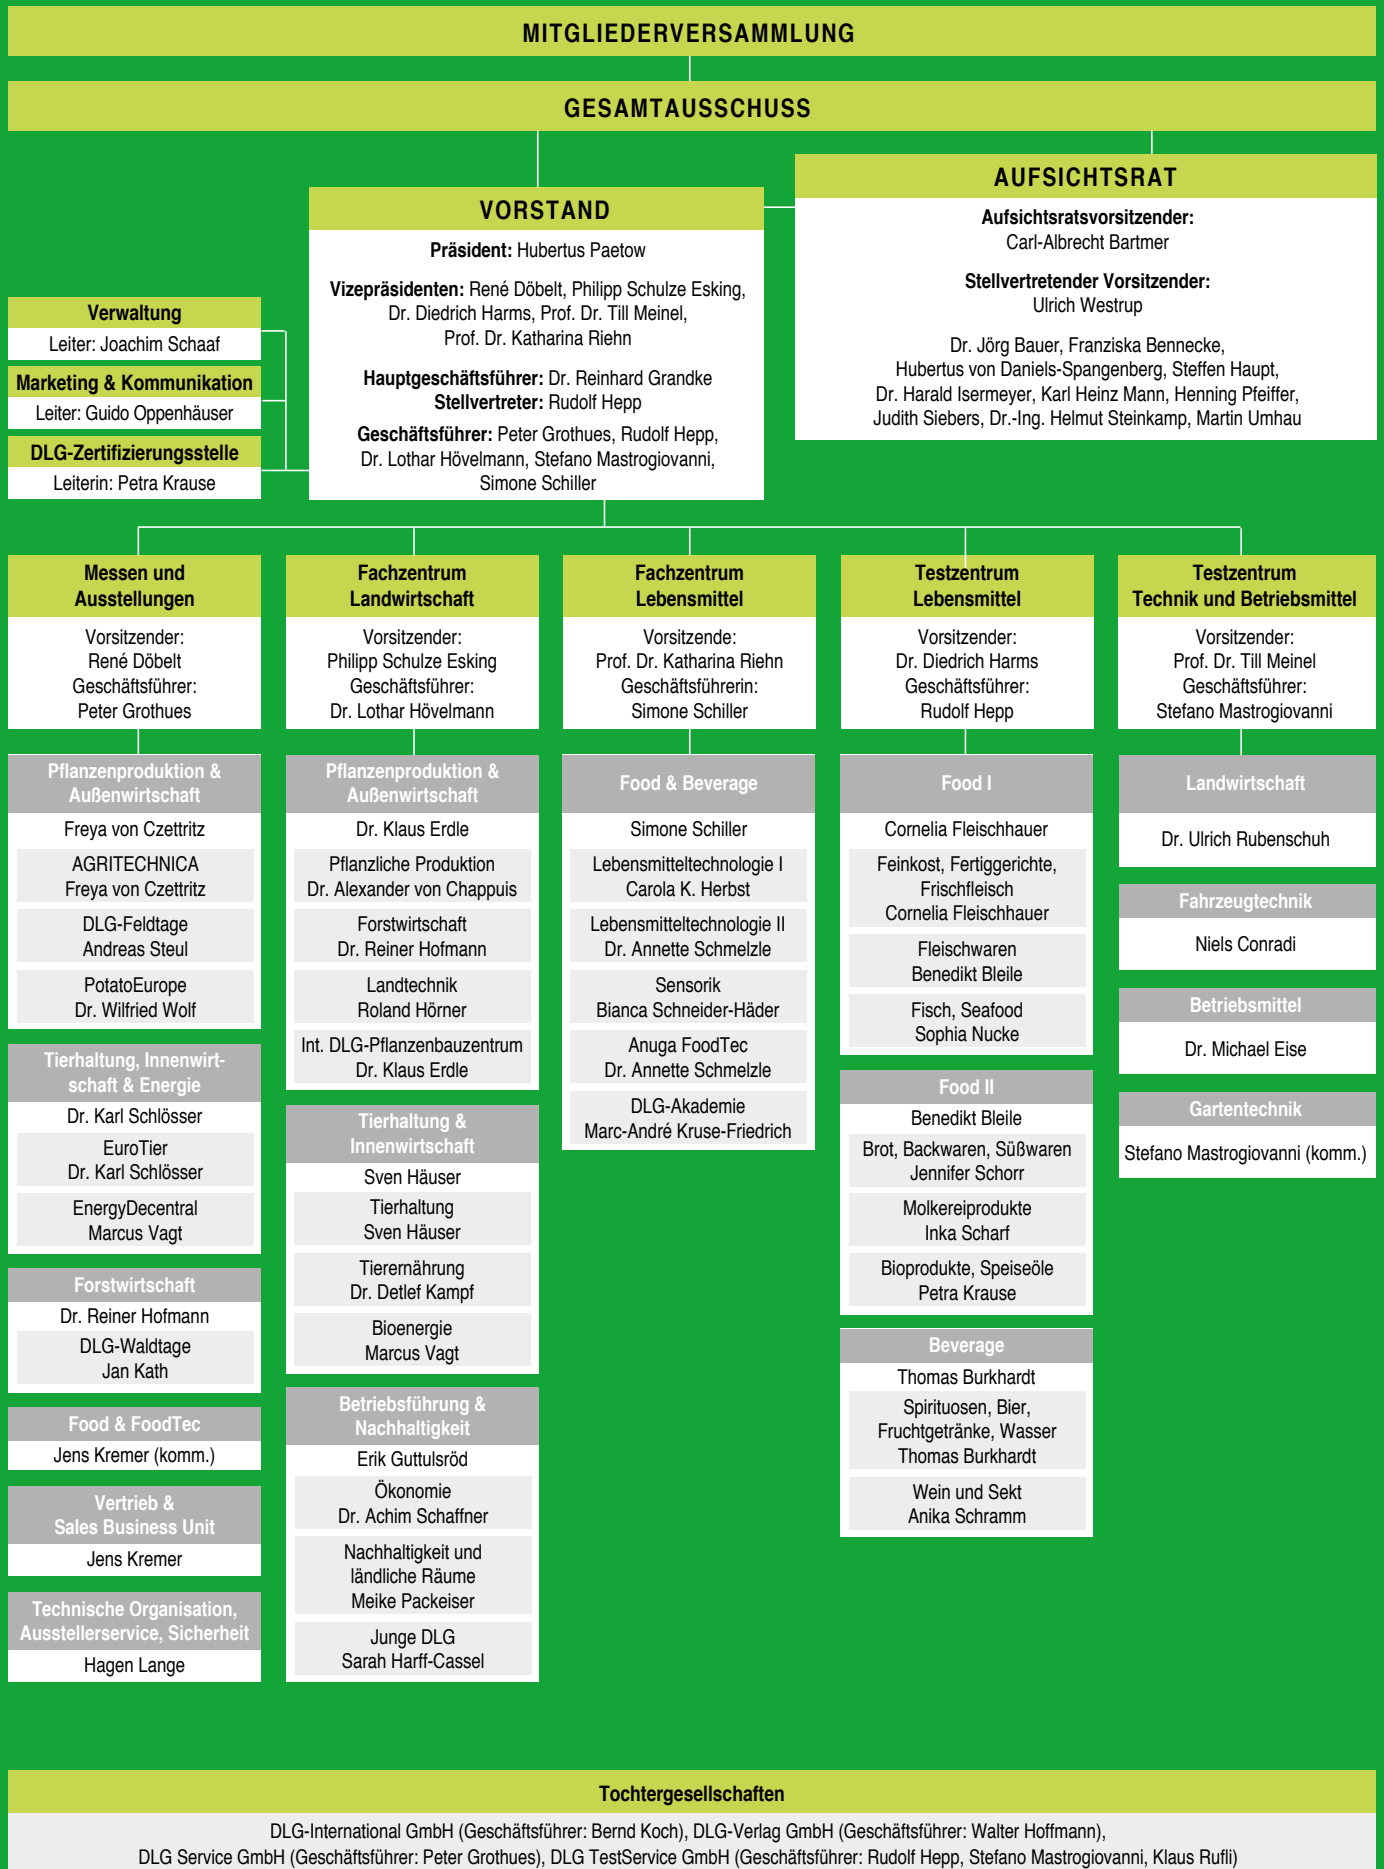 MITGLIEDERVERSAMMLUNG
GESAMTAUSSCHUSS
AUFSICHTSRAT
Aufsichtsratsvorsitzender:
Carl-Albrecht Bartmer
Stellvertretender Vorsitzender:
Ulrich Westrup
Dr. Jörg Bauer, Franziska Bennecke,
Hubertus von Daniels-Spangenberg, Steffen Haupt,
Dr. Harald Isermeyer, Karl Heinz Mann, Henning Pfeiffer,
Judith Siebers, Dr.-Ing. Helmut Steinkamp, Martin Umhau
VORSTAND
Präsident: Hubertus Paetow
Vizepräsidenten: René Döbelt, Philipp Schulze Esking,
Dr. Diedrich Harms, Prof. Dr. Till Meinel,
Prof. Dr. Katharina Riehn
Hauptgeschäftsführer: Dr. Reinhard Grandke
Stellvertreter: Rudolf Hepp
Geschäftsführer: Peter Grothues, Rudolf Hepp,
Dr. Lothar Hövelmann, Stefano Mastrogiovanni,
Simone Schiller
Verwaltung
Leiter: Joachim Schaaf
Marketing & Kommunikation
Leiter: Guido Oppenhäuser
DLG-Zertifizierungsstelle
Leiterin: Petra Krause
Messen und
Ausstellungen
Vorsitzender:
René Döbelt
Geschäftsführer:
Peter Grothues
Pflanzenproduktion &
Außenwirtschaft
Freya von Czettritz
AGRITECHNICA
Freya von Czettritz
DLG-Feldtage
Andreas Steul
PotatoEurope
Dr. Wilfried Wolf
Tierhaltung, Innenwirt-
schaft & Energie
Dr. Karl Schlösser
EuroTier
Dr. Karl Schlösser
EnergyDecentral
Marcus Vagt
Forstwirtschaft
Dr. Reiner Hofmann
DLG-Waldtage
Jan Kath
Food & FoodTec
Jens Kremer (komm.)
Vertrieb &
Sales Business Unit
Jens Kremer
Technische Organisation,
Ausstellerservice, Sicherheit
Hagen Lange
Fachzentrum
Landwirtschaft
Vorsitzender:
Philipp Schulze Esking
Geschäftsführer:
Dr. Lothar Hövelmann
Pflanzenproduktion &
Außenwirtschaft
Dr. Klaus Erdle
Pflanzliche Produktion
Dr. Alexander von Chappuis
Forstwirtschaft
Dr. Reiner Hofmann
Landtechnik
Roland Hörner
Int. DLG-Pflanzenbauzentrum
Dr. Klaus Erdle
Tierhaltung &
Innenwirtschaft
Sven Häuser
Tierhaltung
Sven Häuser
Tierernährung
Dr. Detlef Kampf
Bioenergie
Marcus Vagt
Betriebsführung &
Nachhaltigkeit
Erik Guttulsröd
Ökonomie
Dr. Achim Schaffner
Nachhaltigkeit und
ländliche Räume
Meike Packeiser
Junge DLG
Sarah Harff-Cassel
Fachzentrum
Lebensmittel
Vorsitzende:
Prof. Dr. Katharina Riehn
Geschäftsführerin:
Simone Schiller
Food & Beverage
Simone Schiller
Lebensmitteltechnologie I
Carola K. Herbst
Lebensmitteltechnologie II
Dr. Annette Schmelzle
Sensorik
Bianca Schneider-Häder
Anuga FoodTec
Dr. Annette Schmelzle
DLG-Akademie
Marc-André Kruse-Friedrich
Testzentrum
Lebensmittel
Vorsitzender:
Dr. Diedrich Harms
Geschäftsführer:
Rudolf Hepp
Food I
Cornelia Fleischhauer
Feinkost, Fertiggerichte,
Frischfleisch
Cornelia Fleischhauer
Fleischwaren
Benedikt Bleile
Fisch, Seafood
Sophia Nucke
Food II
Benedikt Bleile
Brot, Backwaren, Süßwaren
Jennifer Schorr
Molkereiprodukte
Inka Scharf
Bioprodukte, Speiseöle
Petra Krause
Beverage
Thomas Burkhardt
Spirituosen, Bier,
Fruchtgetränke, Wasser
Thomas Burkhardt
Wein und Sekt
Anika Schramm
Testzentrum
Technik und Betriebsmittel
Vorsitzender:
Prof. Dr. Till Meinel
Geschäftsführer:
Stefano Mastrogiovanni
Landwirtschaft
Dr. Ulrich Rubenschuh
Fahrzeugtechnik
Niels Conradi
Betriebsmittel
Dr. Michael Eise
Gartentechnik
Stefano Mastrogiovanni (komm.)
Tochtergesellschaften
DLG-International GmbH (Geschäftsführer: Bernd Koch), DLG-Verlag GmbH (Geschäftsführer: Walter Hoffmann),
DLG Service GmbH (Geschäftsführer: Peter Grothues), DLG TestService GmbH (Geschäftsführer: Rudolf Hepp, Stefano Mastrogiovanni, Klaus Rufli)